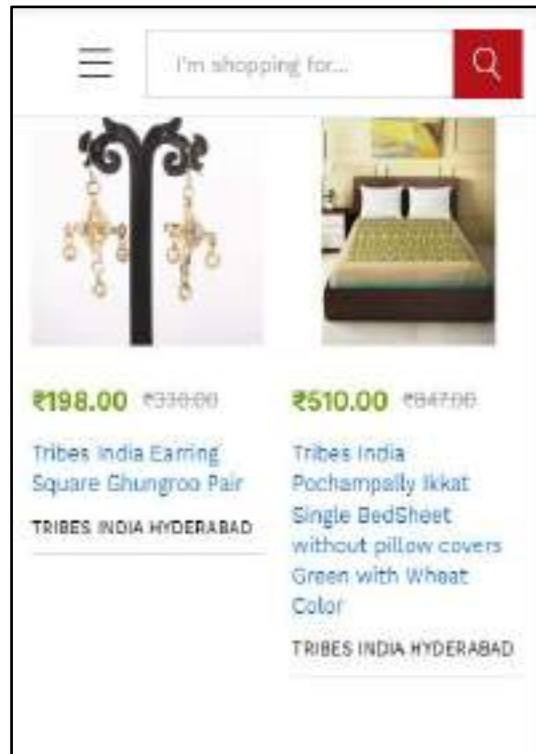 I'm shopping for...
₹198.00 ₹330.00
Tribes India Earring
Square Ghungroo Pair
TRIBES INDIA HYDERABAD
₹510.00 ₹847.00
Tribes India
Pochampally Ikkat
Single BedSheet
without pillow covers
Green with Wheat
Color
TRIBES INDIA HYDERABAD